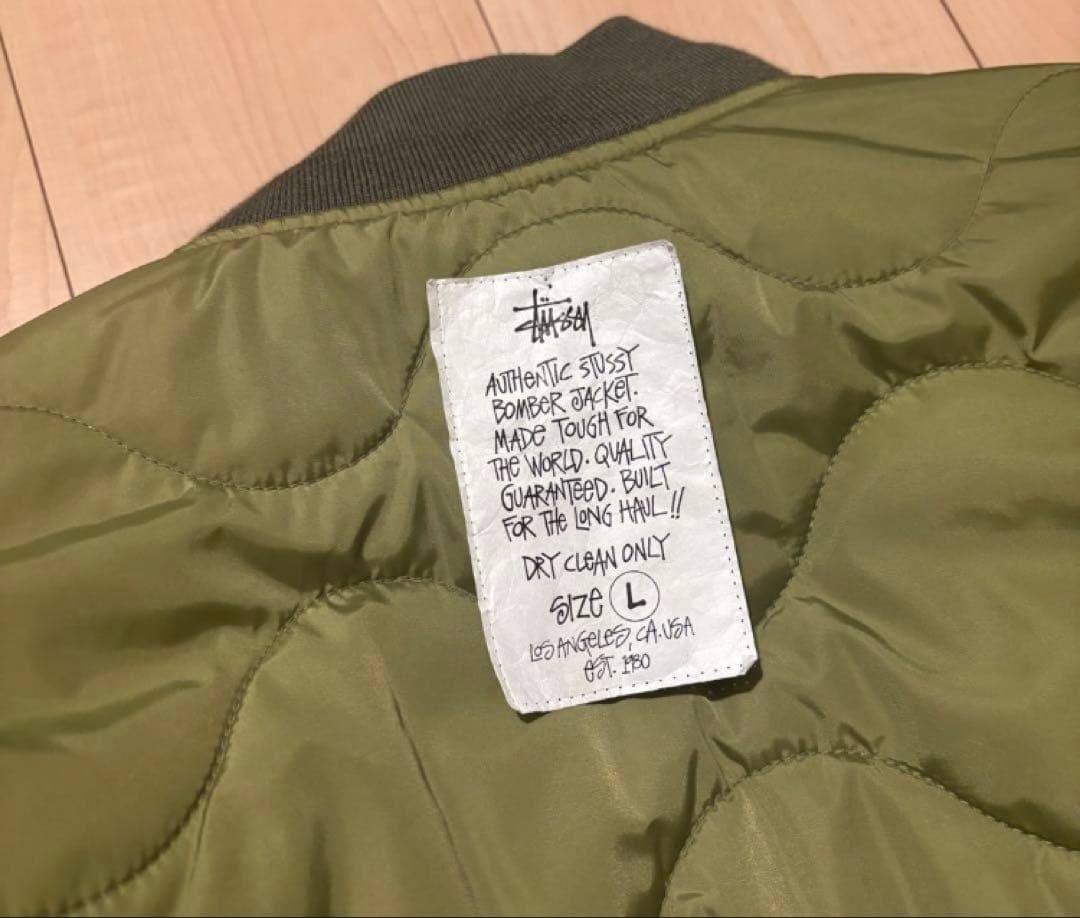 Stüssy
AUTHENTIC STUSSY
BOMBER JACKET.
MADE TOUGH FOR
THE WORLD. QUALITY
GUARANTEED. BUILT
FOR THE LONG HAUL!!
DRY CLEAN ONLY
SIZE L
LOS ANGELES, CA. USA
EST. 1980